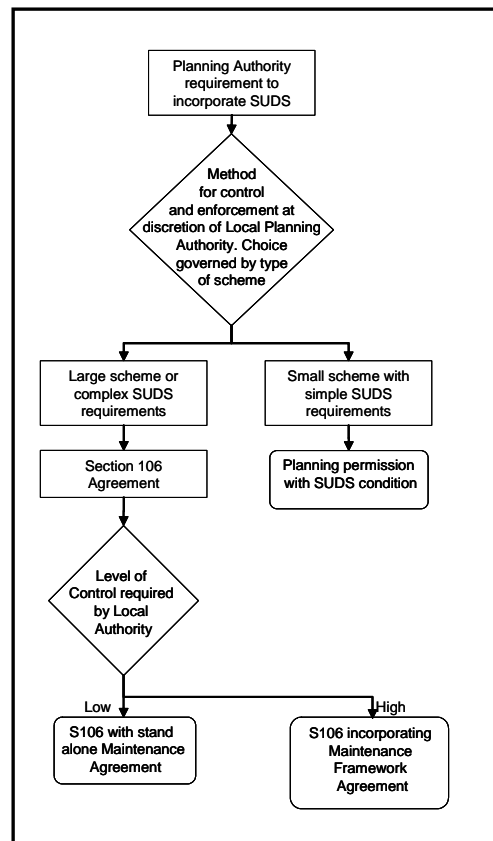 Planning Authority
requirement to
incorporate SUDS
Method
for control
and enforcement at
discretion of Local Planning
Authority. Choice
governed by type
of scheme
Large scheme or
complex SUDS
requirements
Small scheme with
simple SUDS
requirements
Section 106
Agreement
Planning permission
with SUDS condition
Level of
Control required
by Local
Authority
Low
High
S106 with stand
alone Maintenance
Agreement
S106 incorporating
Maintenance
Framework
Agreement